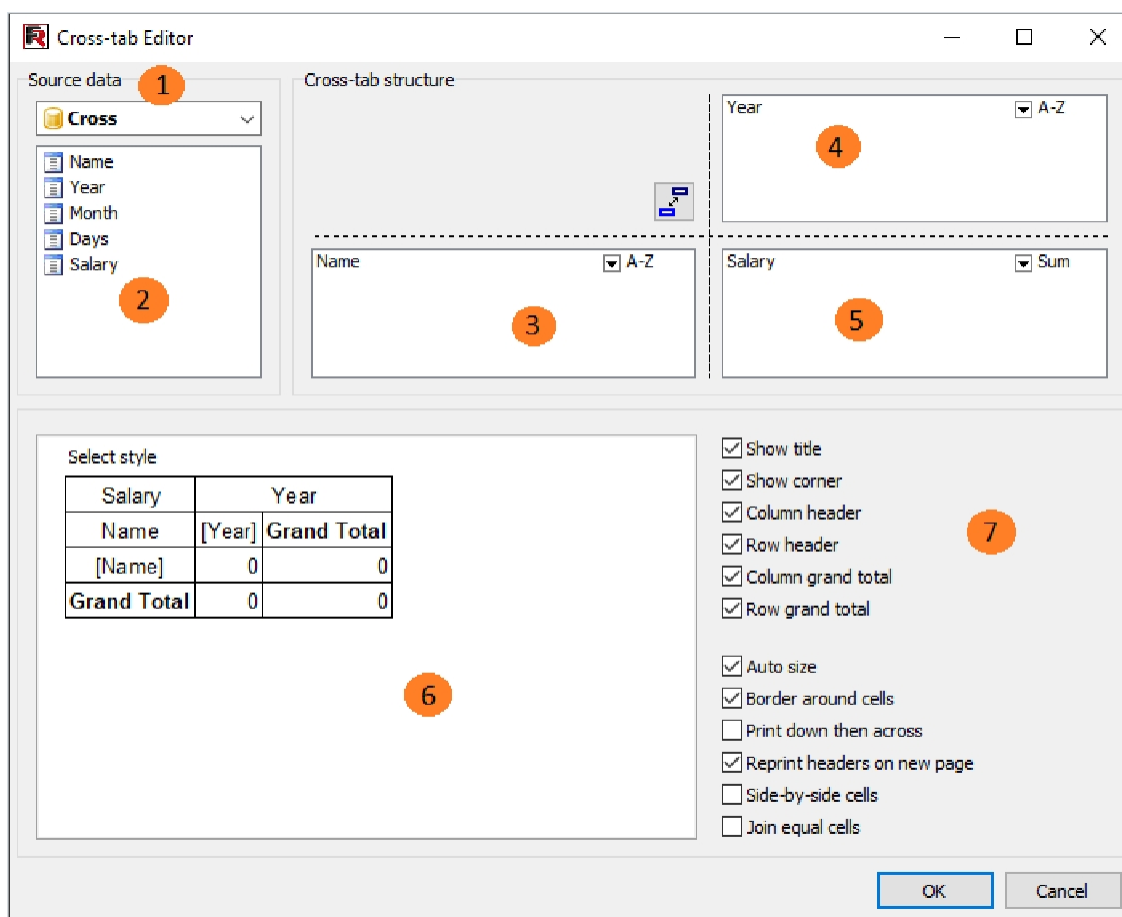 Cross-tab Editor
Source data
1
Cross-tab structure
Cross
Name
Year
Month
Days
Salary
2
Year A-Z
4
Name A-Z
3
Salary Sum
5
Select style
Salary Year
Name [Year] Grand Total
[Name] 0 0
Grand Total 0 0
6
Show title
Show corner
Column header
Row header
Column grand total
Row grand total
7
Auto size
Border around cells
Print down then across
Reprint headers on new page
Side-by-side cells
Join equal cells
OK
Cancel